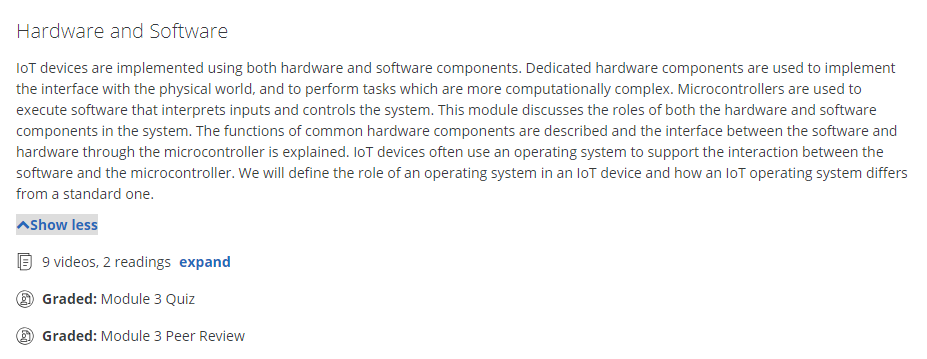 Hardware and Software
IoT devices are implemented using both hardware and software components. Dedicated hardware components are used to implement
the interface with the physical world, and to perform tasks which are more computationally complex. Microcontrollers are used to
execute software that interprets inputs and controls the system. This module discusses the roles of both the hardware and software
components in the system. The functions of common hardware components are described and the interface between the software and
hardware through the microcontroller is explained. IoT devices often use an operating system to support the interaction between the
software and the microcontroller. We will define the role of an operating system in an IoT device and how an IoT operating system differs
from a standard one.
Show less
9 videos, 2 readings expand
Graded: Module 3 Quiz
Graded: Module 3 Peer Review